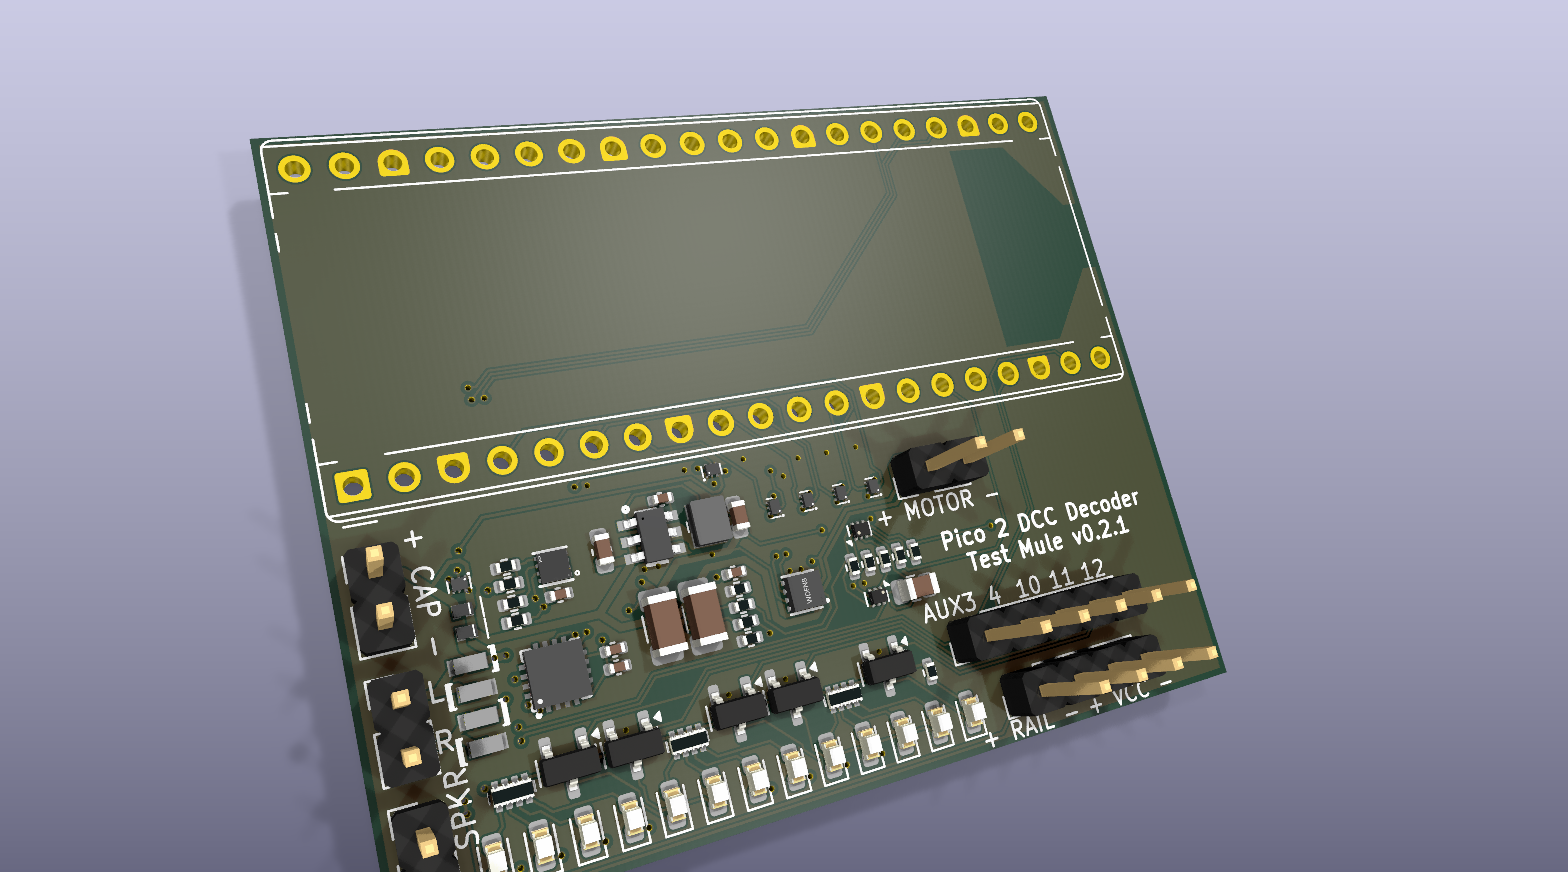 + MOTOR -
Pico 2 DCC Decoder
Test Mule v0.2.1
AUX3 4 10 11 12
+ RAIL - + VCC -
+ CAP -
L
R
SPKR